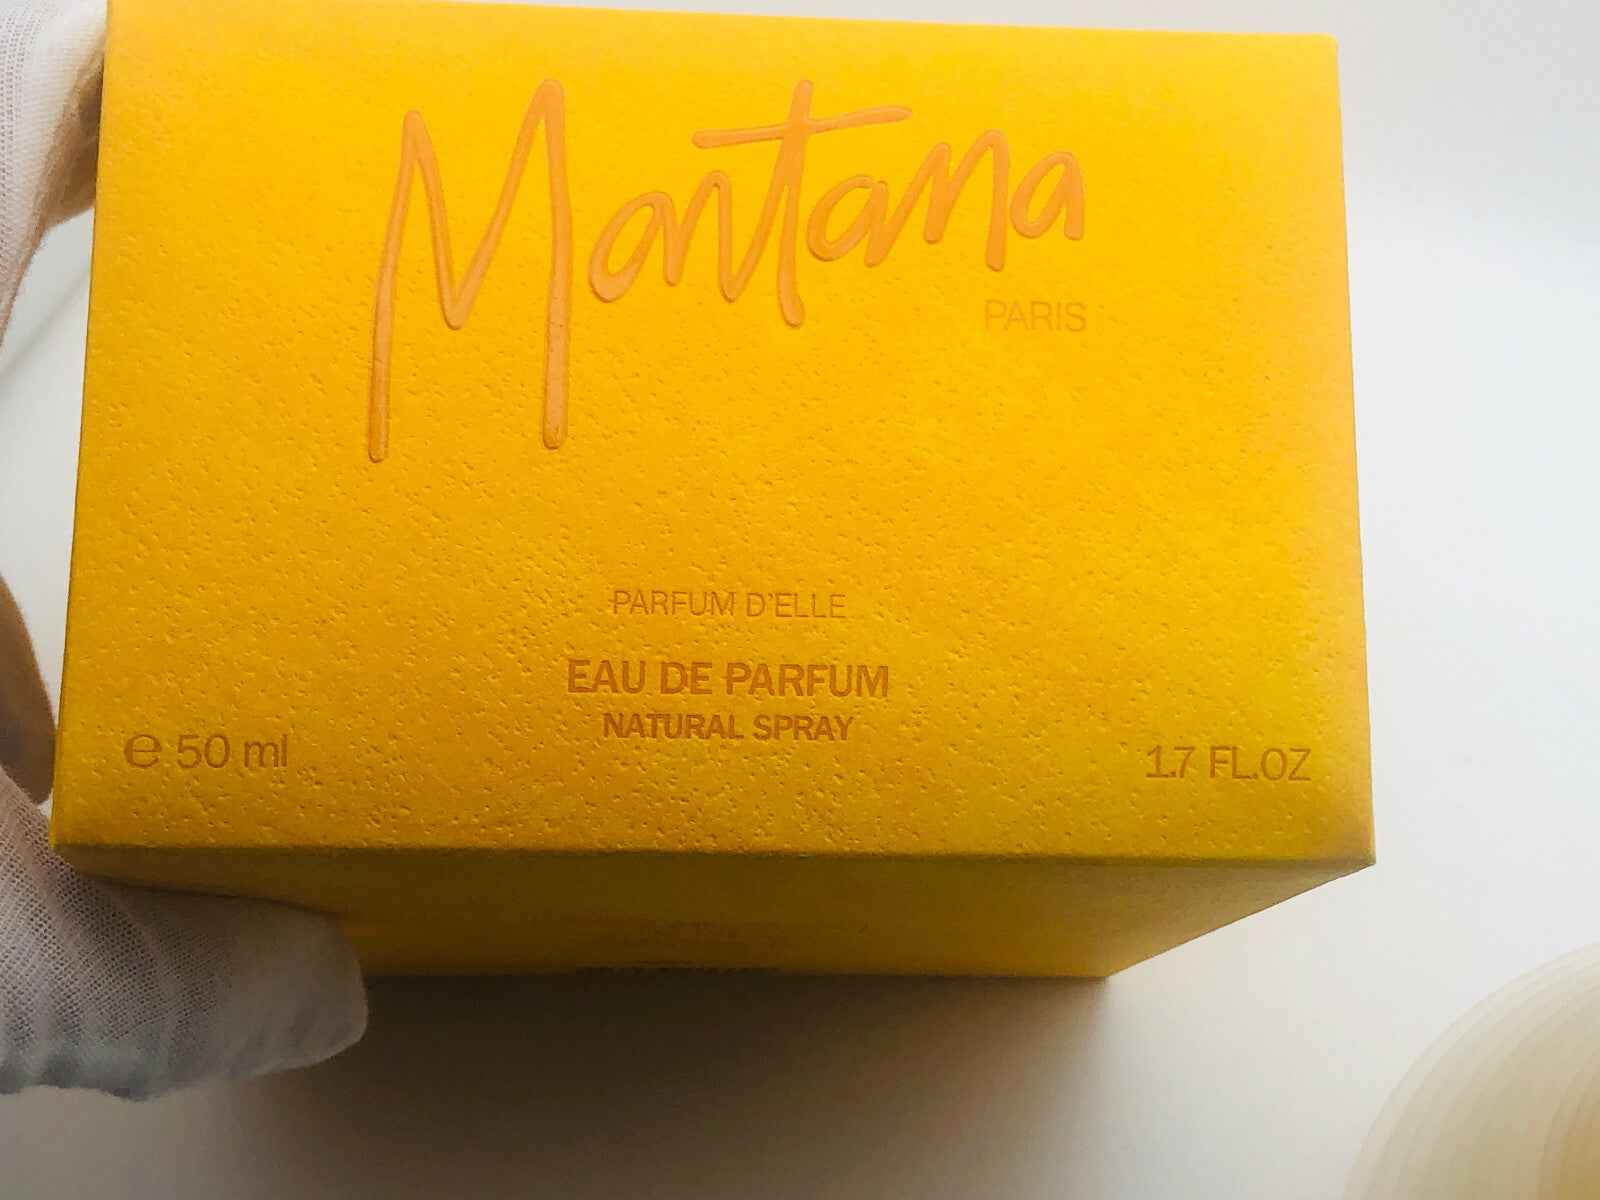 Montana
PARIS
PARFUM D'ELLE
EAU DE PARFUM
NATURAL SPRAY
e 50 ml
1.7 FL.OZ